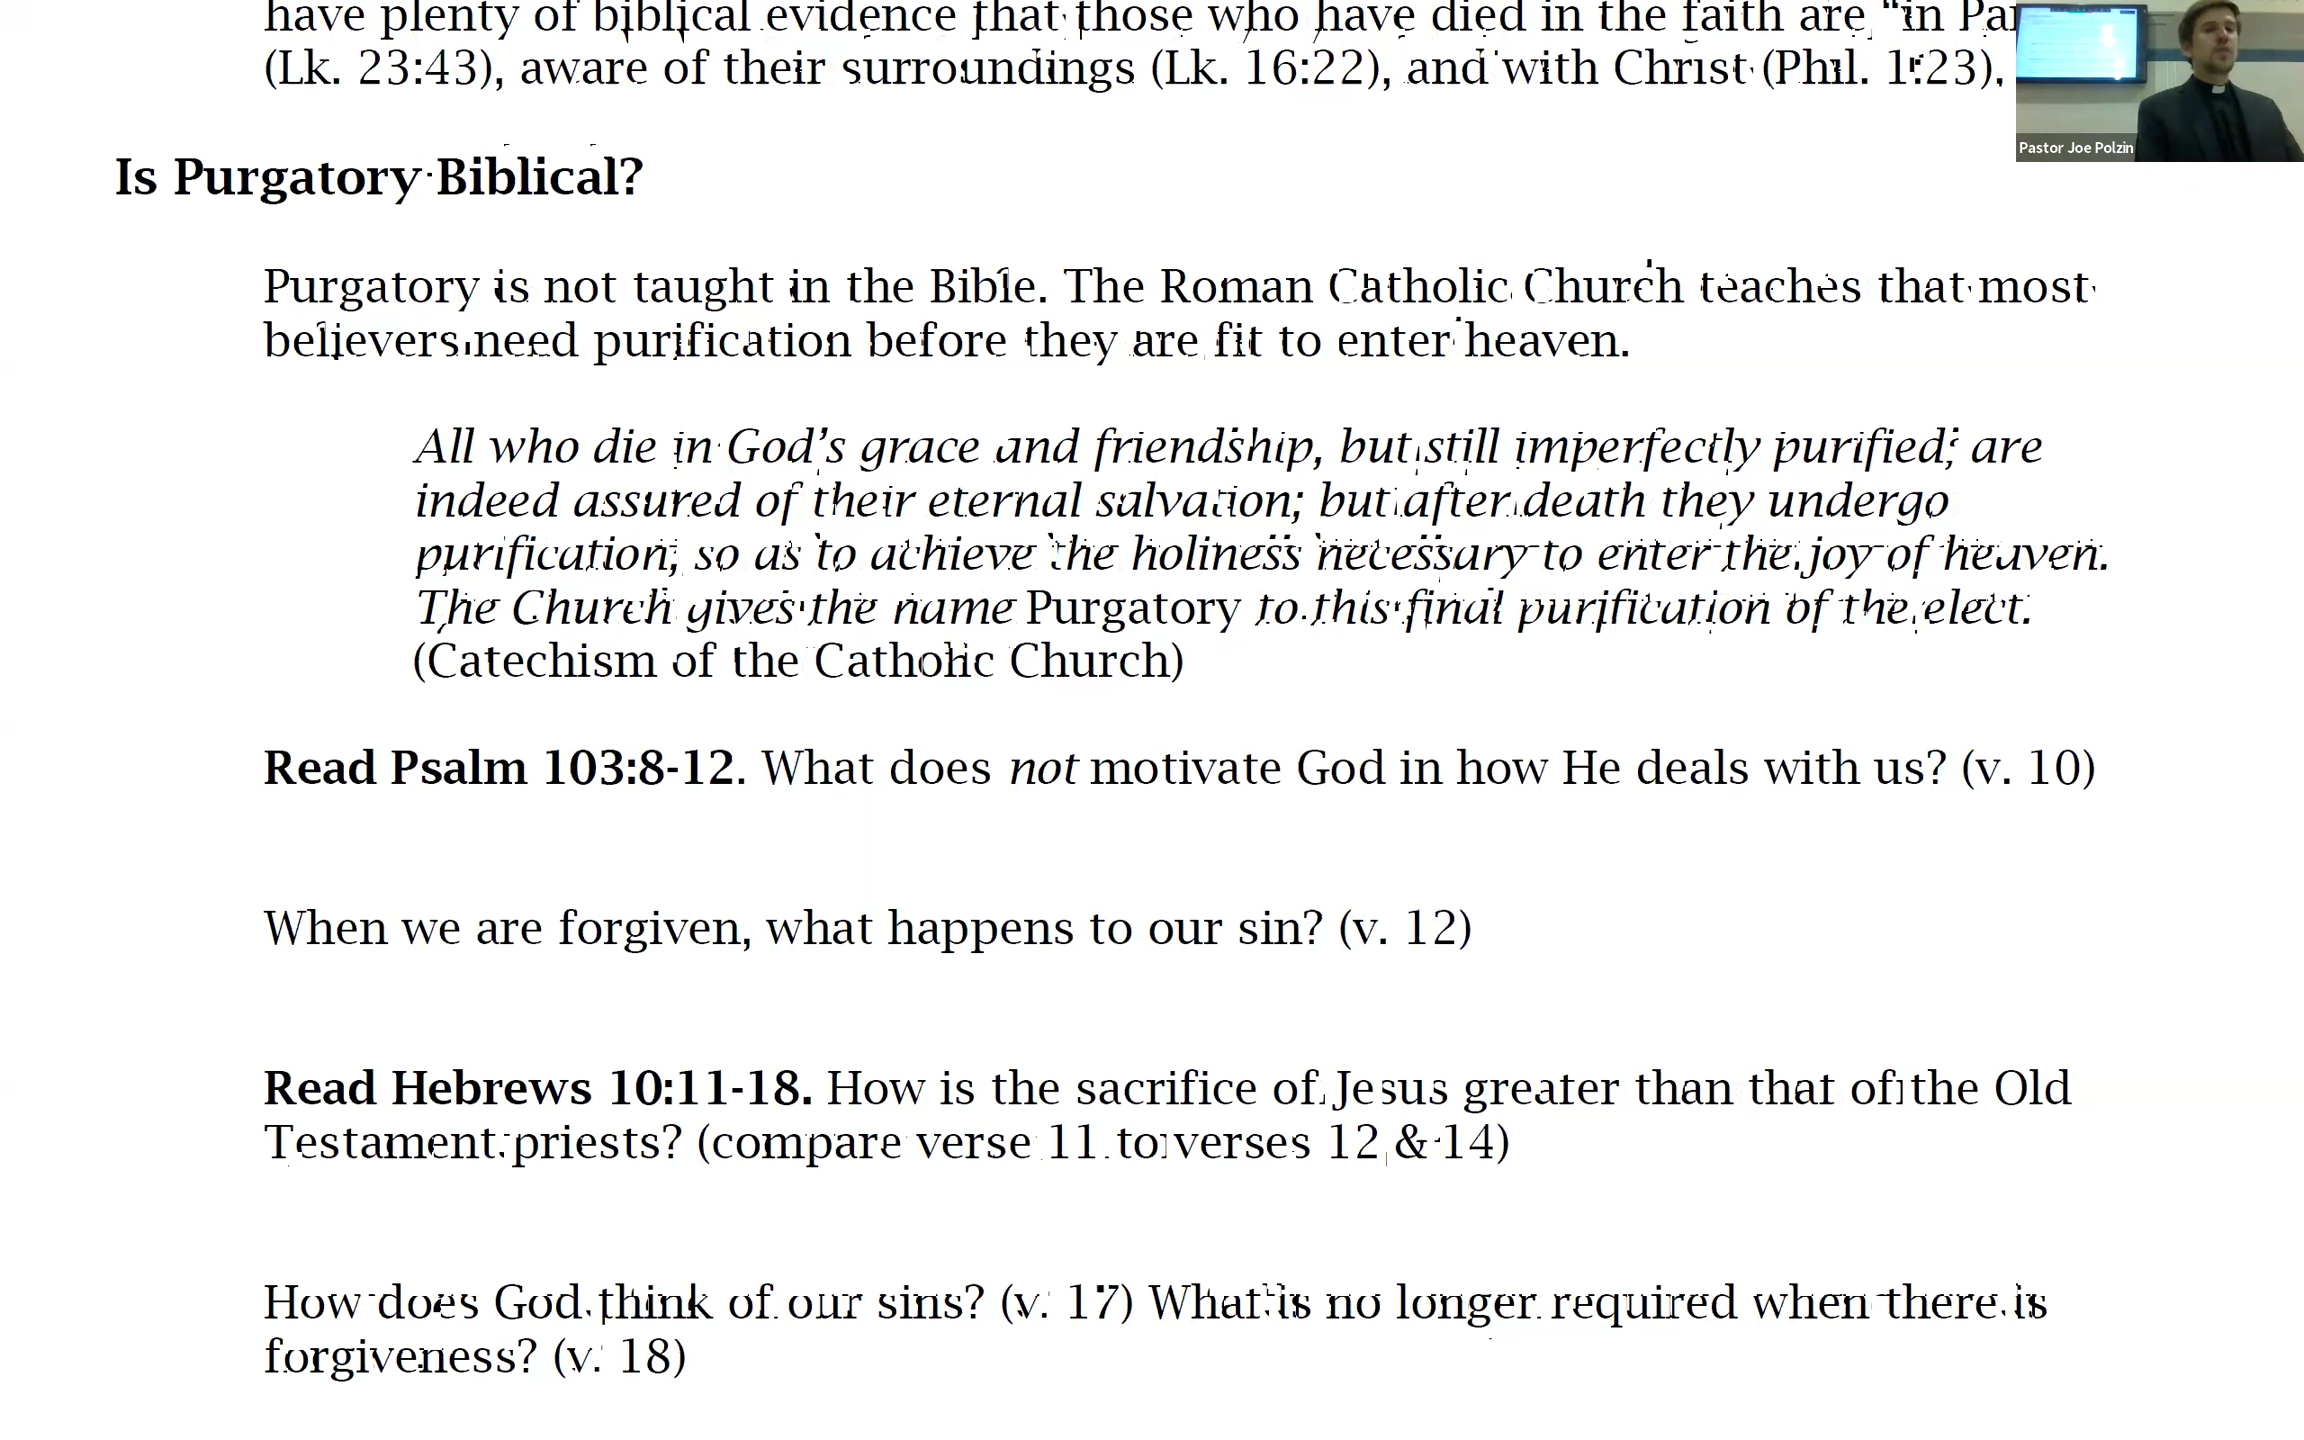 have plenty of biblical evidence that those who have died in the faith are "in
(Lk. 23:43), aware of their surroundings (Lk. 16:22), and with Christ (Phil. 1:23).
Pastor Joe Polzin
Is Purgatory Biblical?
Purgatory is not taught in the Bible. The Roman Catholic Church teaches that most
believers need purification before they are fit to enter heaven.
All who die in God's grace and friendship, but still imperfectly purified, are
indeed assured of their eternal salvation; but after death they undergo
purification, so as to achieve the holiness necessary to enter the joy of heaven.
The Church gives the name Purgatory to this final purification of the elect.
(Catechism of the Catholic Church)
Read Psalm 103:8-12. What does not motivate God in how He deals with us? (v. 10)
When we are forgiven, what happens to our sin? (v. 12)
Read Hebrews 10:11-18. How is the sacrifice of Jesus greater than that of the Old
Testament priests? (compare verse 11 to verses 12 & 14)
How does God think of our sins? (v. 17) What is no longer required when there is
forgiveness? (v. 18)